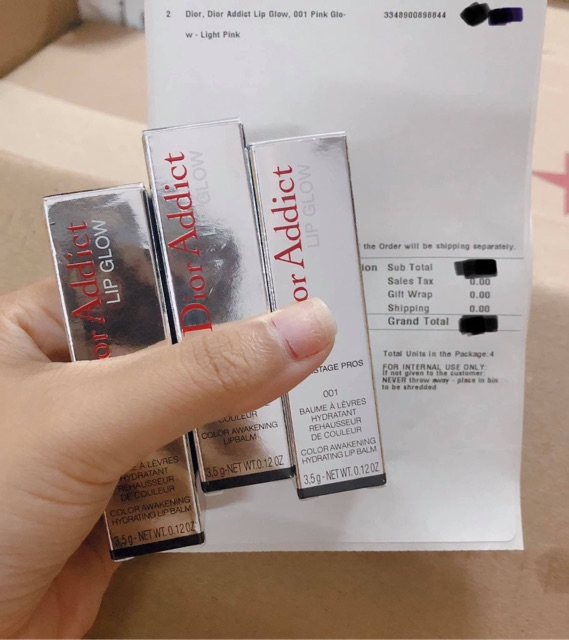 2 Dior, Dior Addict Lip Glow, 001 Pink Glo- 3348900898844
w - Light Pink
the Order will be shipping separately.
ion Sub Total
Sales Tax 0.00
Gift Wrap 0.00
Shipping 0.00
Grand Total
Total Units in the Package:4
FOR INTERNAL USE ONLY:
If not given to the customer:
NEVER throw away - place in bin
to be shredded
or Addict
LIP GLOW
À LÈVRES
HYDRATANT
REHAUSSEUR
DE COULEUR
COLOR AWAKENING
HYDRATING LIP BALM
3,5 g - NET WT. 0.12 OZ
Dior Addict
GLOW
COULEUR
COLOR AWAKENING
LIPBALM
3,5 g - NET WT. 0.12 OZ
or Addict
LIP GLOW
STAGE PROS
001
BAUME À LÈVRES
HYDRATANT
REHAUSSEUR
DE COULEUR
COLOR AWAKENING
HYDRATING LIP BALM
3,5 g - NET WT. 0.12 OZ